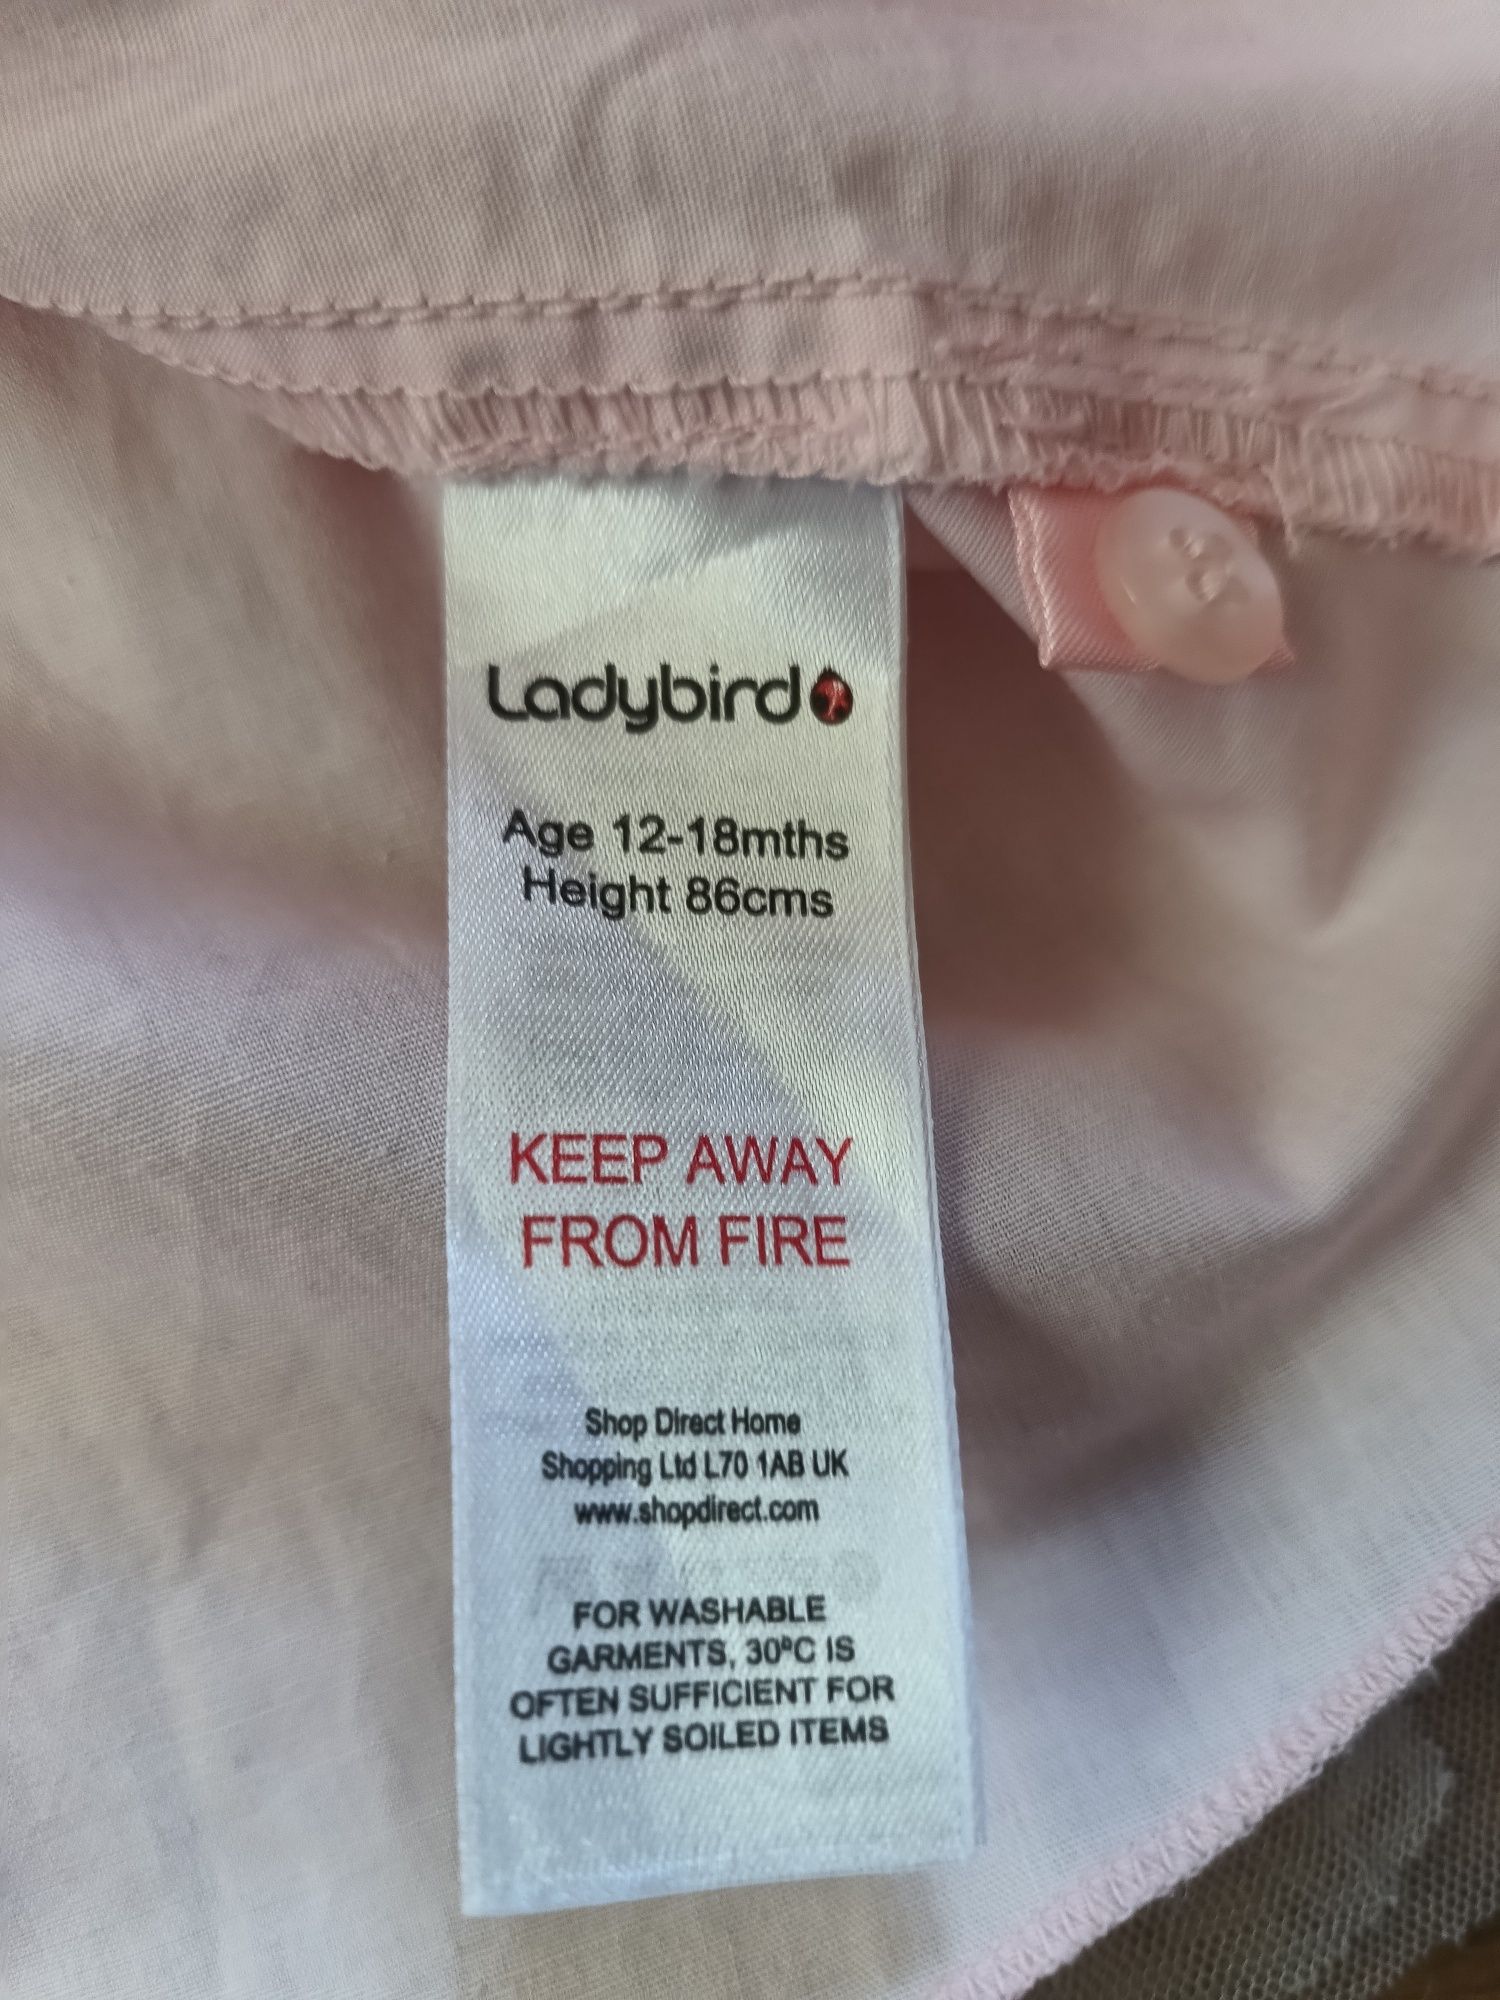 Ladybird
Age 12-18mths
Height 86cms
KEEP AWAY
FROM FIRE
Shop Direct Home
Shopping Ltd L70 1AB UK
www.shopdirect.com
FOR WASHABLE
GARMENTS, 30ºC IS
OFTEN SUFFICIENT FOR
LIGHTLY SOILED ITEMS